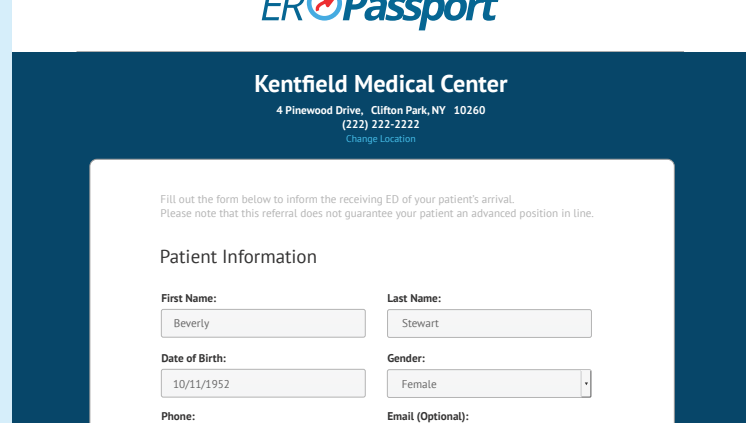 ER Passport
Kentfield Medical Center
4 Pinewood Drive, Clifton Park, NY 10260
(222) 222-2222
Change Location
Fill out the form below to inform the receiving ED of your patient's arrival.
Please note that this referral does not guarantee your patient an advanced position in line.
Patient Information
First Name: Last Name:
Beverly Stewart
Date of Birth: Gender:
10/11/1952 Female
Phone: Email (Optional):